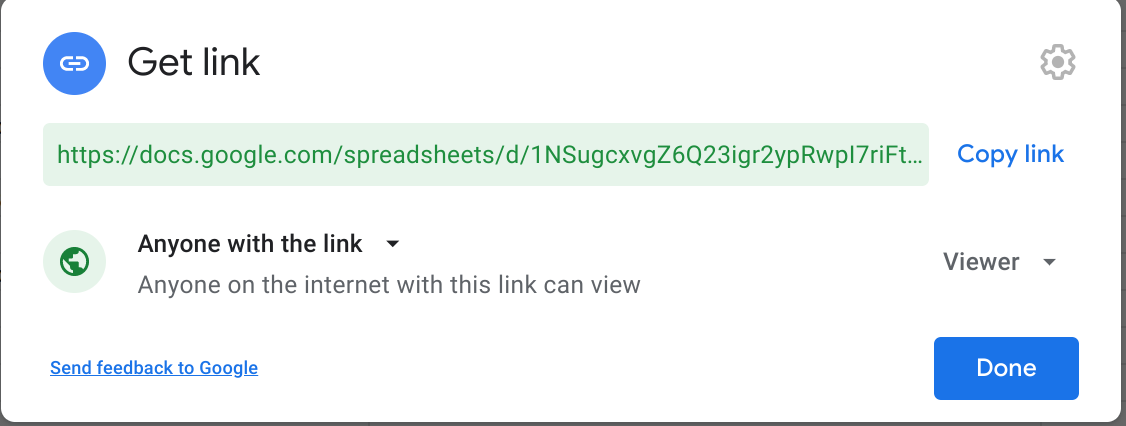 Get link
https://docs.google.com/spreadsheets/d/1NSugcxvgZ6Q23igr2ypRwpI7riFt...
Copy link
Anyone with the link
Anyone on the internet with this link can view
Viewer
Send feedback to Google
Done